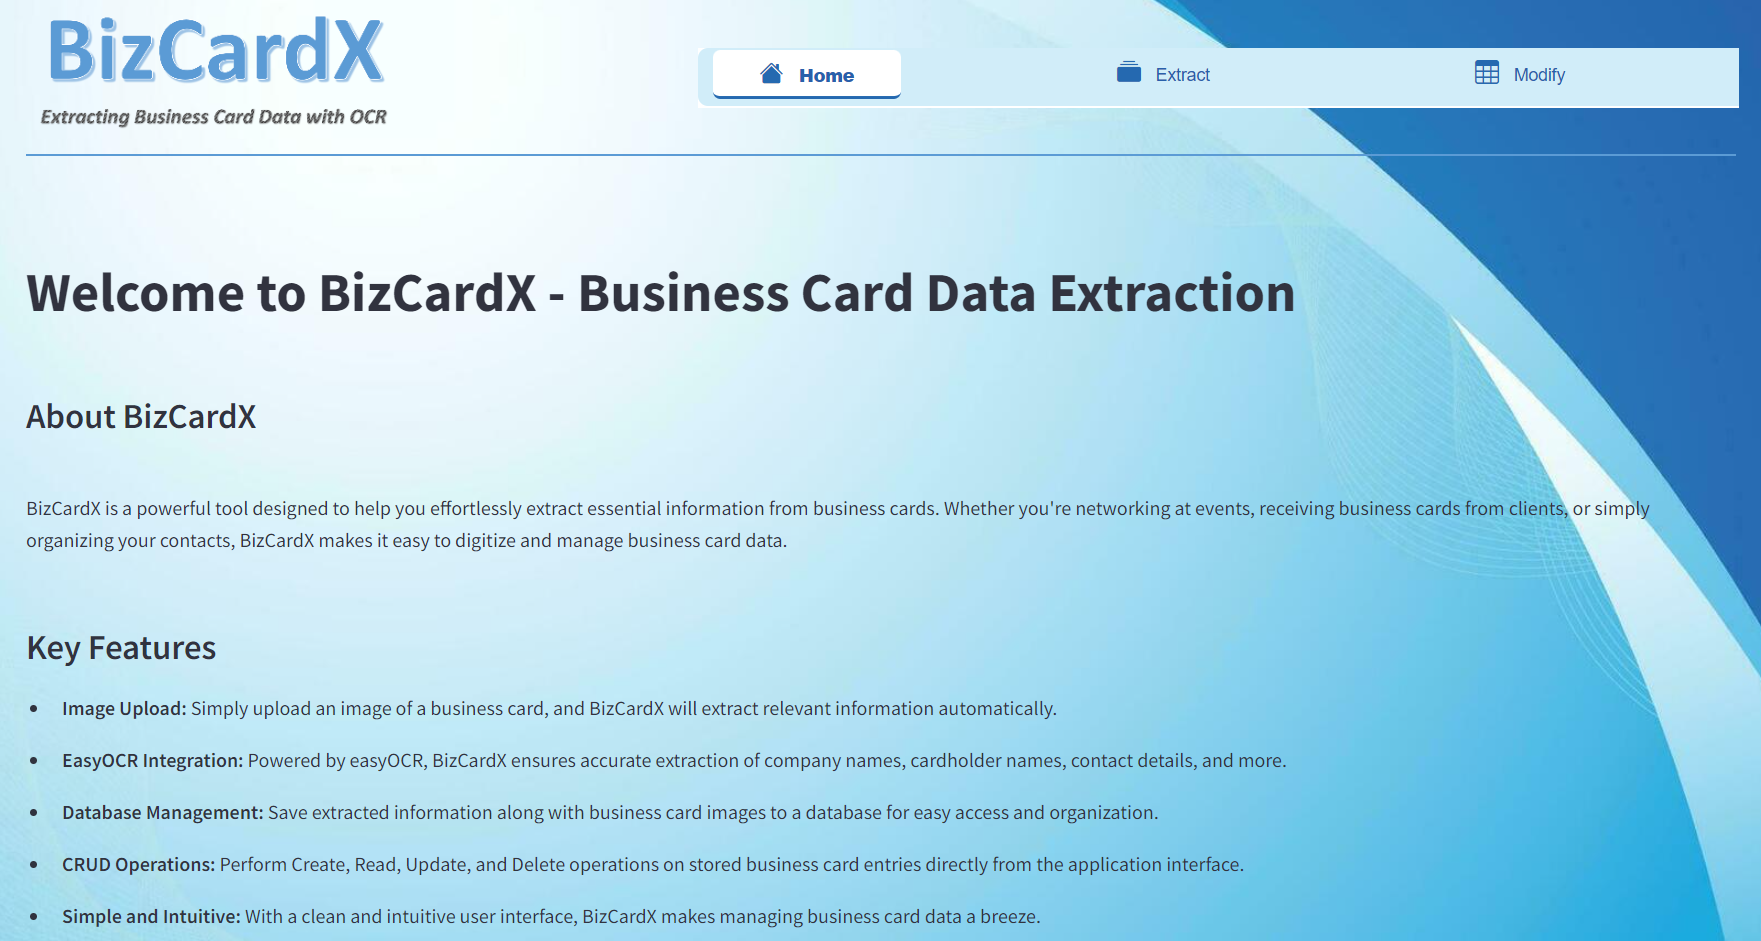 BizCardX
Extracting Business Card Data with OCR
Home
Extract
Modify
Welcome to BizCardX - Business Card Data Extraction
About BizCardX
BizCardX is a powerful tool designed to help you effortlessly extract essential information from business cards. Whether you're networking at events, receiving business cards from clients, or simply
organizing your contacts, BizCardX makes it easy to digitize and manage business card data.
Key Features
• Image Upload: Simply upload an image of a business card, and BizCardX will extract relevant information automatically.
• EasyOCR Integration: Powered by easyOCR, BizCardX ensures accurate extraction of company names, cardholder names, contact details, and more.
• Database Management: Save extracted information along with business card images to a database for easy access and organization.
• CRUD Operations: Perform Create, Read, Update, and Delete operations on stored business card entries directly from the application interface.
• Simple and Intuitive: With a clean and intuitive user interface, BizCardX makes managing business card data a breeze.